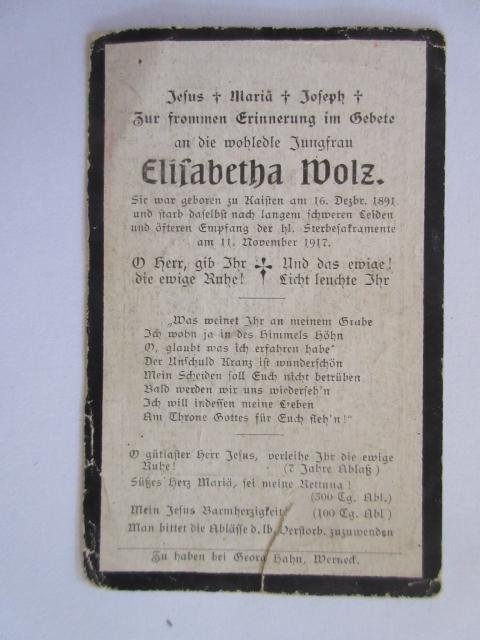 Jesus † Mariä † Joseph †
Zur frommen Erinnerung im Gebete
an die wohledle Jungfrau
Elisabetha Wolz.
Sie war geboren zu Kaisten am 16. Dezbr. 1891
und starb daselbst nach langem schweren Leiden
und öfteren Empfang der hl. Sterbesakramente
am 11. November 1917.
O Herr, gib Ihr † Und das ewige!
die ewige Ruhe! Licht leuchte Ihr
„Was weinet Ihr an meinem Grabe
Ich wohn ja in des Himmels Höhn
O, glaubt was ich erfahren habe"
Der Unschuld Kranz ist wunderschön
Mein Scheiden soll Euch nicht betrüben
Bald werden wir uns wiederseh'n
Ich will indessen meine Lieben
Am Throne Gottes für Euch fleh'n!"
O gütigster Herr Jesus, verleihe Ihr die ewige
Ruhe! (7 Jahre Ablaß)
Süßes Herz Mariä, sei meine Rettung!
(300 Tg. Abl.)
Mein Jesus Barmherzigkeit! (100 Tg. Abl.)
Man bittet die Ablässe d. lb. Verstorb. zuzuwenden
Zu haben bei Georg Hahn, Werneck.